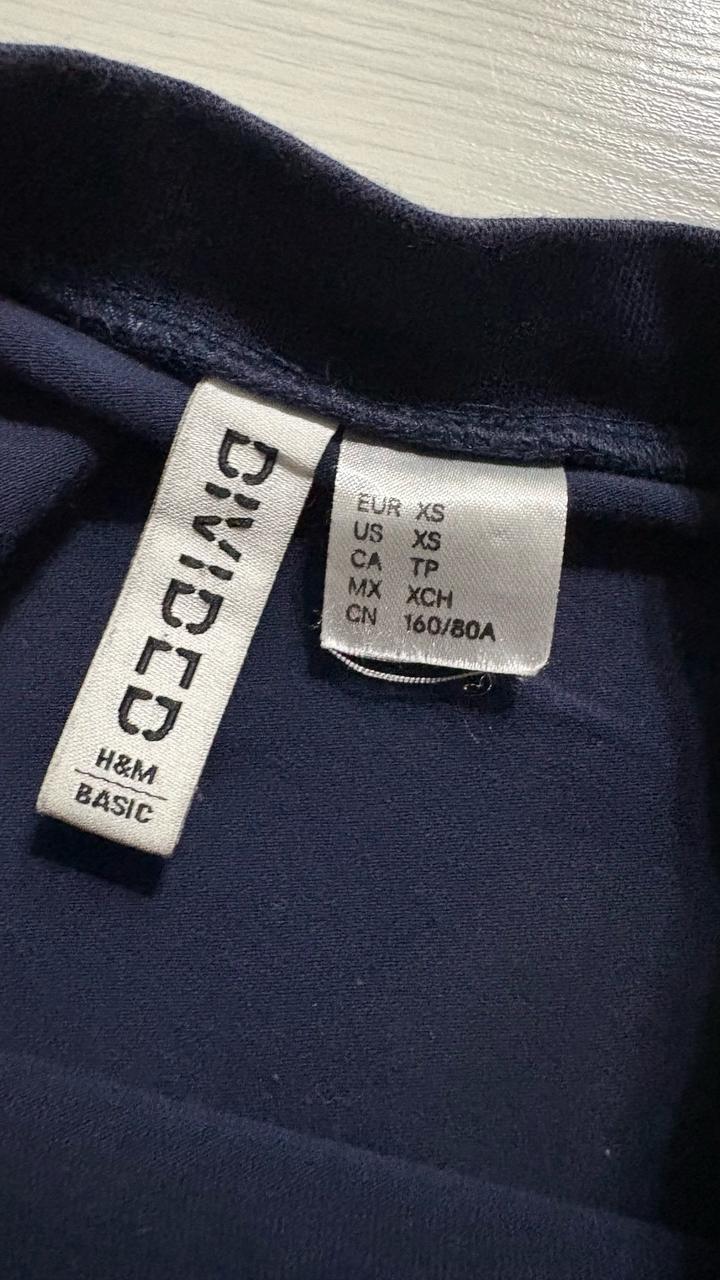 DIVIDED
H&M
BASIC
EUR XS
US XS
CA TP
MX XCH
CN 160/80A